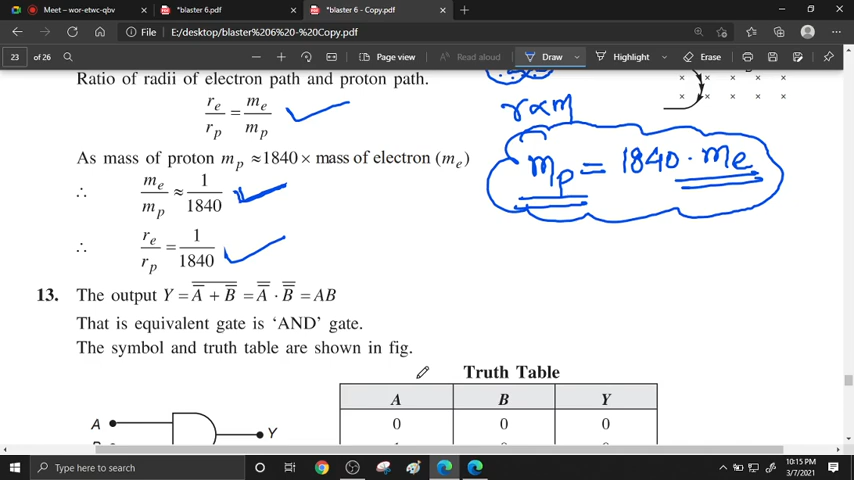 Meet – wor-etwc-qbv
*blaster 6.pdf
*blaster 6 - Copy.pdf
File
E:/desktop/blaster%206%20-%20Copy.pdf
23 of 26
Page view
Read aloud
Draw
Highlight
Erase
Ratio of radii of electron path and proton path.
r_e/r_p = m_e/m_p
r ∝ m
As mass of proton m_p ≈ 1840 × mass of electron (m_e)
m_p = 1840 · m_e
∴ m_e/m_p ≈ 1/1840
∴ r_e/r_p = 1/1840
13. The output Y = \overline{\overline{A} + \overline{B}} = \overline{\overline{A}} · \overline{\overline{B}} = AB
That is equivalent gate is ‘AND’ gate.
The symbol and truth table are shown in fig.
Truth Table
A B Y
0 0 0
A
Y
Type here to search
10:15 PM
3/7/2021